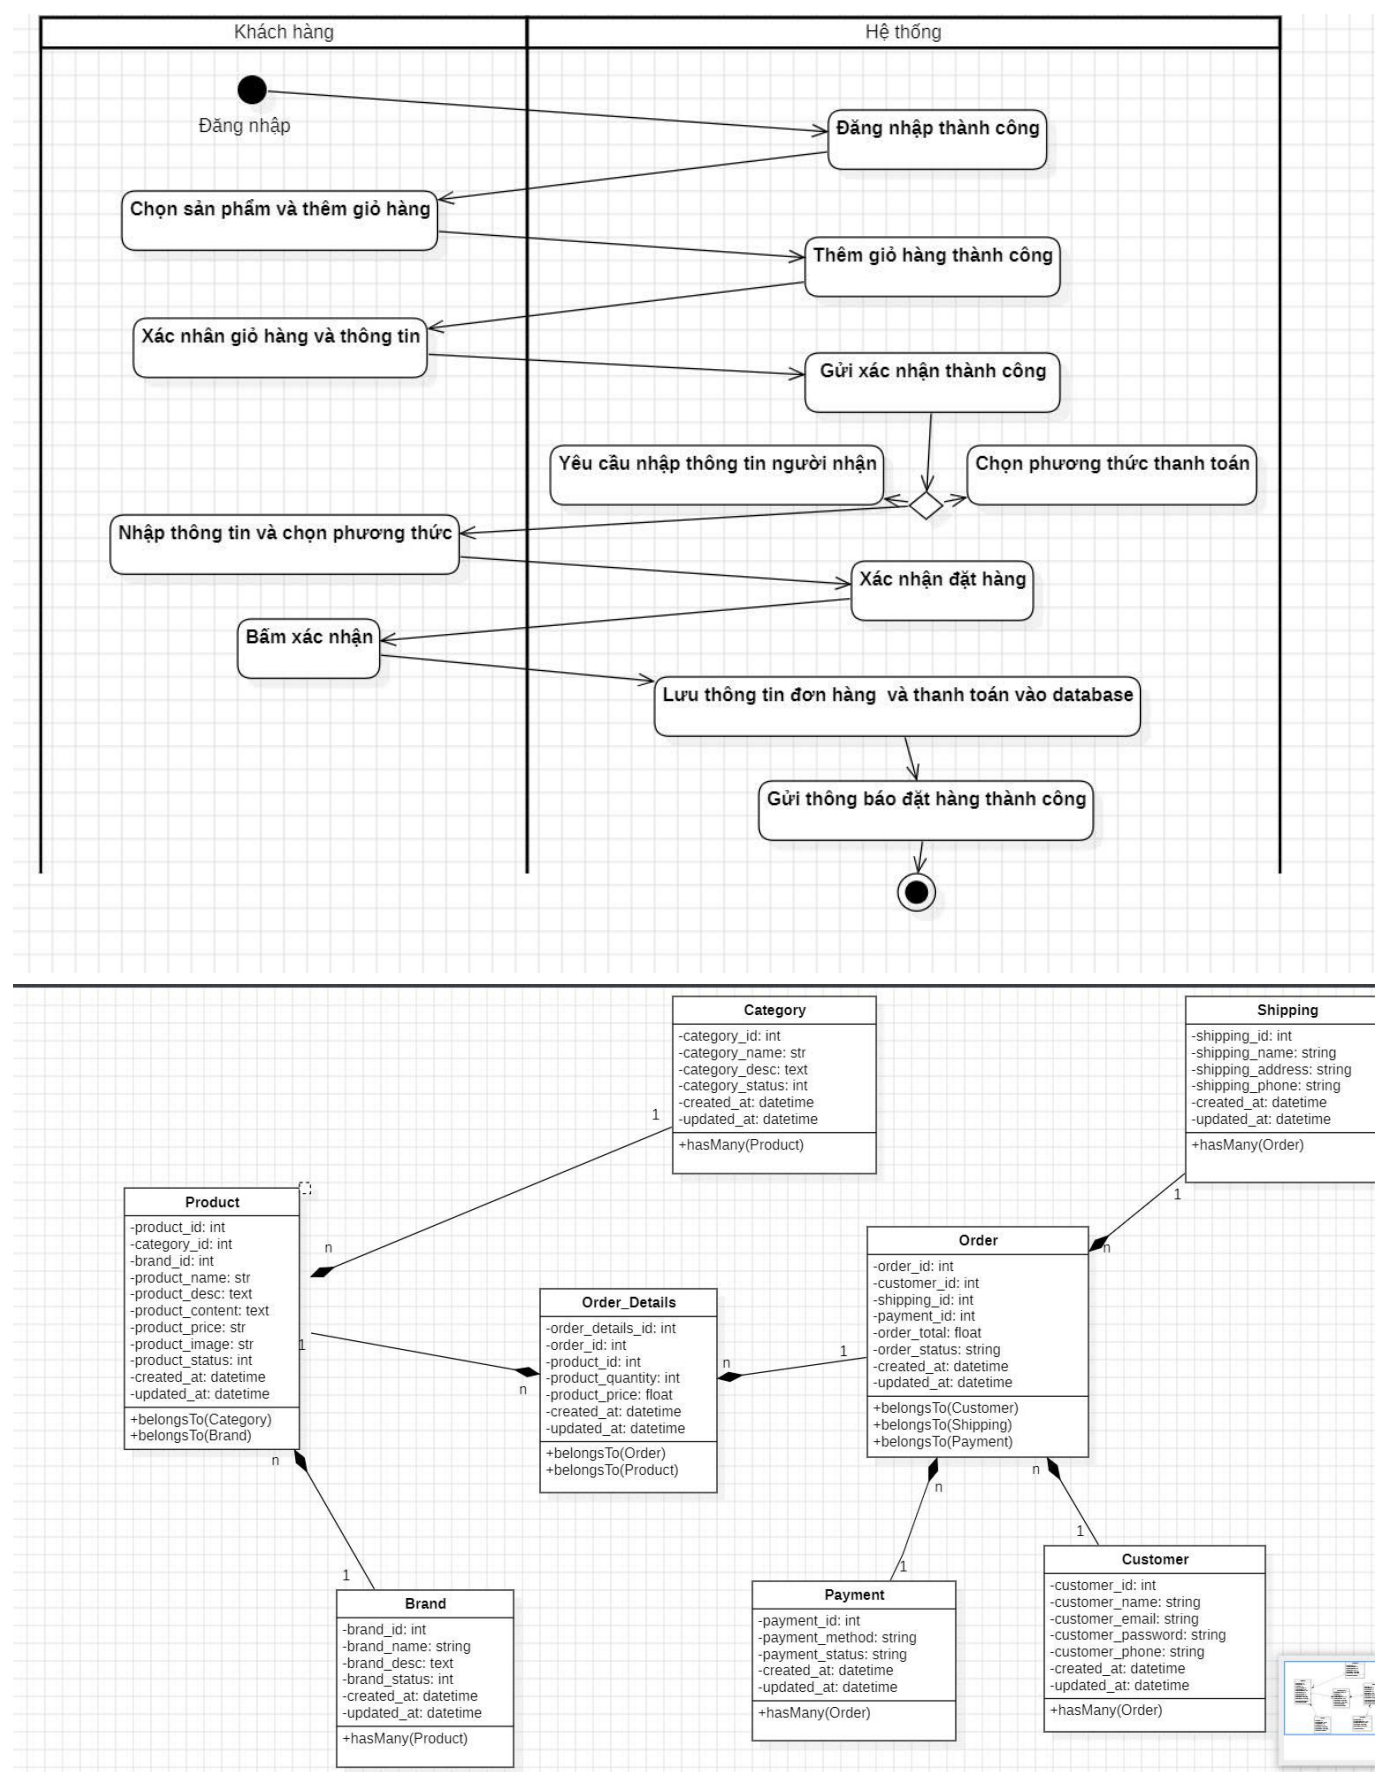 Khách hàng
Hệ thống
Đăng nhập
Đăng nhập thành công
Chọn sản phẩm và thêm giỏ hàng
Thêm giỏ hàng thành công
Xác nhân giỏ hàng và thông tin
Gửi xác nhận thành công
Yêu cầu nhập thông tin người nhận
Chọn phương thức thanh toán
Nhập thông tin và chọn phương thức
Xác nhận đặt hàng
Bấm xác nhận
Lưu thông tin đơn hàng  và thanh toán vào database
Gửi thông báo đặt hàng thành công
Category
-category_id: int
-category_name: str
-category_desc: text
-category_status: int
-created_at: datetime
-updated_at: datetime
+hasMany(Product)
1
n
Shipping
-shipping_id: int
-shipping_name: string
-shipping_address: string
-shipping_phone: string
-created_at: datetime
-updated_at: datetime
+hasMany(Order)
1
n
Product
-product_id: int
-category_id: int
-brand_id: int
-product_name: str
-product_desc: text
-product_content: text
-product_price: str
-product_image: str
-product_status: int
-created_at: datetime
-updated_at: datetime
+belongsTo(Category)
+belongsTo(Brand)
1
n
Order_Details
-order_details_id: int
-order_id: int
-product_id: int
-product_quantity: int
-product_price: float
-created_at: datetime
-updated_at: datetime
+belongsTo(Order)
+belongsTo(Product)
n
1
Order
-order_id: int
-customer_id: int
-shipping_id: int
-payment_id: int
-order_total: float
-order_status: string
-created_at: datetime
-updated_at: datetime
+belongsTo(Customer)
+belongsTo(Shipping)
+belongsTo(Payment)
n
1
Brand
-brand_id: int
-brand_name: string
-brand_desc: text
-brand_status: int
-created_at: datetime
-updated_at: datetime
+hasMany(Product)
n
1
Payment
-payment_id: int
-payment_method: string
-payment_status: string
-created_at: datetime
-updated_at: datetime
+hasMany(Order)
n
1
Customer
-customer_id: int
-customer_name: string
-customer_email: string
-customer_password: string
-customer_phone: string
-created_at: datetime
-updated_at: datetime
+hasMany(Order)